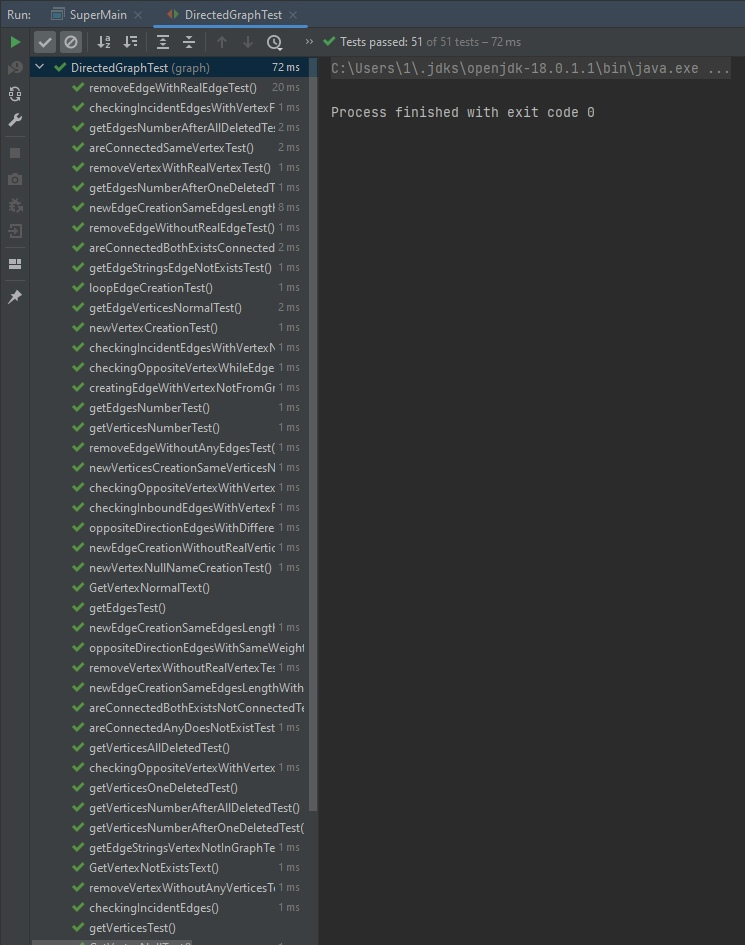 Run: SuperMain × DirectedGraphTest ×
» Tests passed: 51 of 51 tests – 72 ms
DirectedGraphTest (graph) 72 ms
removeEdgeWithRealEdgeTest() 20 ms
checkingIncidentEdgesWithVertexF 1 ms
getEdgesNumberAfterAllDeletedTe 2 ms
areConnectedSameVertexTest() 2 ms
removeVertexWithRealVertexTest() 1 ms
getEdgesNumberAfterOneDeletedT 1 ms
newEdgeCreationSameEdgesLength 8 ms
removeEdgeWithoutRealEdgeTest() 1 ms
areConnectedBothExistsConnected 2 ms
getEdgeStringsEdgeNotExistsTest() 1 ms
loopEdgeCreationTest() 1 ms
getEdgeVerticesNormalTest() 2 ms
newVertexCreationTest() 1 ms
checkingIncidentEdgesWithVertexN 1 ms
checkingOppositeVertexWhileEdge 1 ms
creatingEdgeWithVertexNotFromGr 1 ms
getEdgesNumberTest() 1 ms
getVerticesNumberTest() 1 ms
removeEdgeWithoutAnyEdgesTest( 1 ms
newVerticesCreationSameVerticesN 1 ms
checkingOppositeVertexWithVertex 1 ms
checkingInboundEdgesWithVertexF 1 ms
oppositeDirectionEdgesWithDiffere 1 ms
newEdgeCreationWithoutRealVertic 1 ms
newVertexNullNameCreationTest() 1 ms
GetVertexNormalText()
getEdgesTest()
newEdgeCreationSameEdgesLength 1 ms
oppositeDirectionEdgesWithSameWeight
removeVertexWithoutRealVertexTes 1 ms
newEdgeCreationSameEdgesLengthWith
areConnectedBothExistsNotConnectedTe
areConnectedAnyDoesNotExistTest 1 ms
getVerticesAllDeletedTest()
checkingOppositeVertexWithVertex 1 ms
getVerticesOneDeletedTest()
getVerticesNumberAfterAllDeletedTest()
getVerticesNumberAfterOneDeletedTest(
getEdgeStringsVertexNotInGraphTe 1 ms
GetVertexNotExistsText() 1 ms
removeVertexWithoutAnyVerticesTe 1 ms
checkingIncidentEdges() 1 ms
getVerticesTest()
C:\Users\1\.jdks\openjdk-18.0.1.1\bin\java.exe ...
Process finished with exit code 0